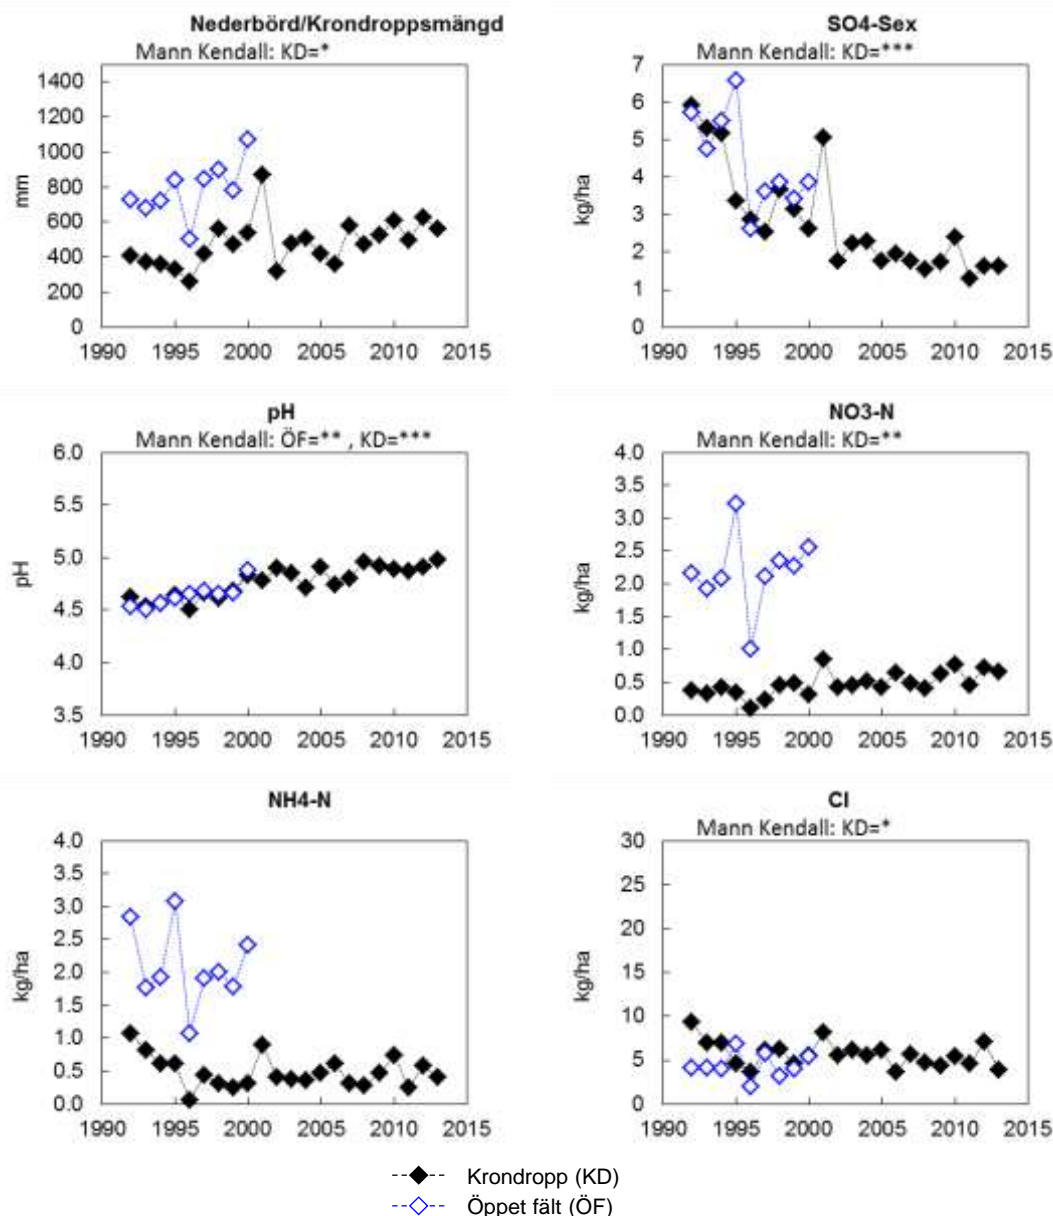 Nederbörd/Krondroppsmängd
Mann Kendall: KD=*
mm
1400
1200
1000
800
600
400
200
0
1990 1995 2000 2005 2010 2015
SO4-Sex
Mann Kendall: KD=***
kg/ha
7
6
5
4
3
2
1
0
1990 1995 2000 2005 2010 2015
pH
Mann Kendall: ÖF=** , KD=***
pH
6.0
5.5
5.0
4.5
4.0
3.5
1990 1995 2000 2005 2010 2015
NO3-N
Mann Kendall: KD=**
kg/ha
4.0
3.5
3.0
2.5
2.0
1.5
1.0
0.5
0.0
1990 1995 2000 2005 2010 2015
NH4-N
kg/ha
4.0
3.5
3.0
2.5
2.0
1.5
1.0
0.5
0.0
1990 1995 2000 2005 2010 2015
Cl
Mann Kendall: KD=*
kg/ha
30
25
20
15
10
5
0
1990 1995 2000 2005 2010 2015
Krondropp (KD)
Öppet fält (ÖF)